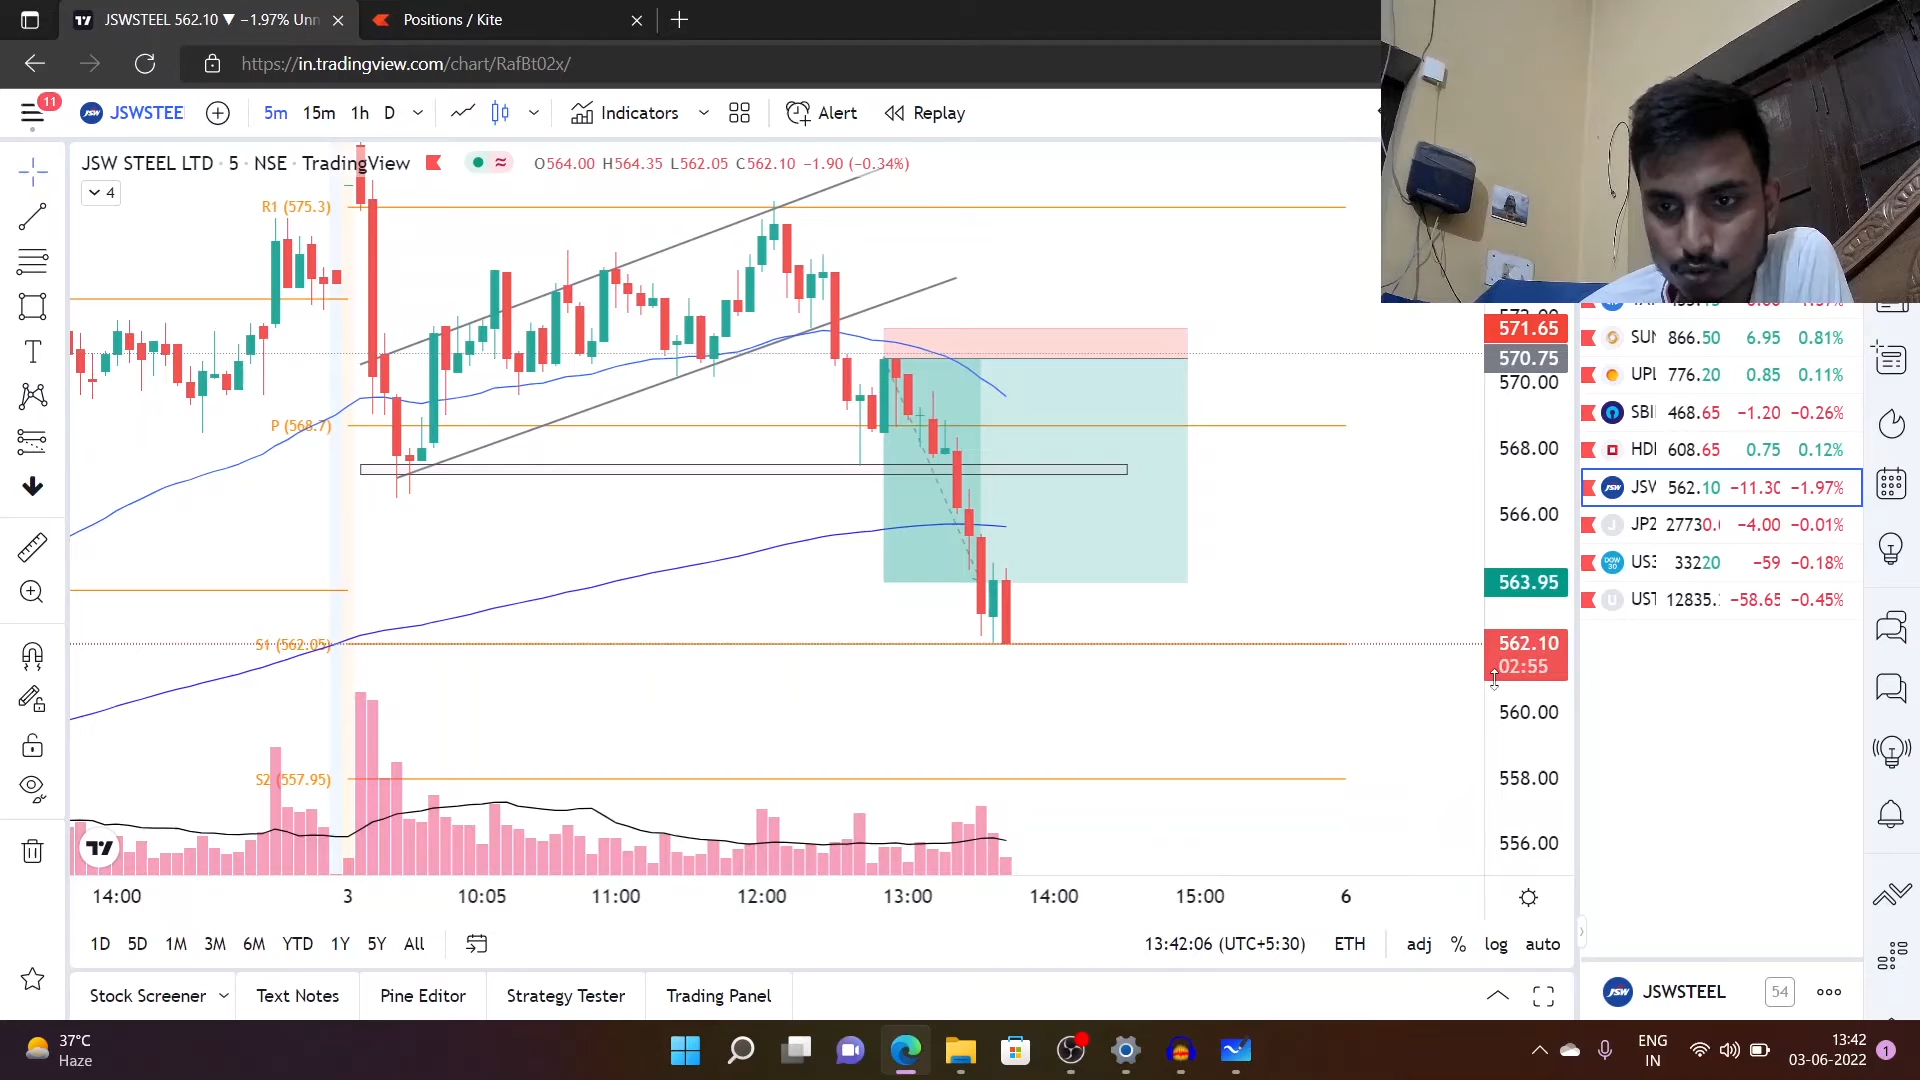 JSWSTEEL 562.10 ▼ −1.97% Unn
Positions / Kite
https://in.tradingview.com/chart/RafBt02x/
11
JSWSTEE
5m 15m 1h D
Indicators
Alert
Replay
JSW STEEL LTD · 5 · NSE · TradingView
O564.00 H564.35 L562.05 C562.10 −1.90 (−0.34%)
4
R1 (575.3)
P (568.7)
S1 (562.05)
S2 (557.95)
571.65
570.75
570.00
568.00
566.00
563.95
562.10
02:55
560.00
558.00
556.00
14:00 3 10:05 11:00 12:00 13:00 14:00 15:00 6
1D 5D 1M 3M 6M YTD 1Y 5Y All
13:42:06 (UTC+5:30) ETH adj % log auto
Stock Screener Text Notes Pine Editor Strategy Tester Trading Panel
SUN 866.50 6.95 0.81%
UPL 776.20 0.85 0.11%
SBI 468.65 −1.20 −0.26%
HDI 608.65 0.75 0.12%
JSW 562.10 −11.30 −1.97%
JP2 27730.0 −4.00 −0.01%
US3 33220 −59 −0.18%
UST 12835. −58.65 −0.45%
JSWSTEEL 54
37°C
Haze
ENG
IN
13:42
03-06-2022
1